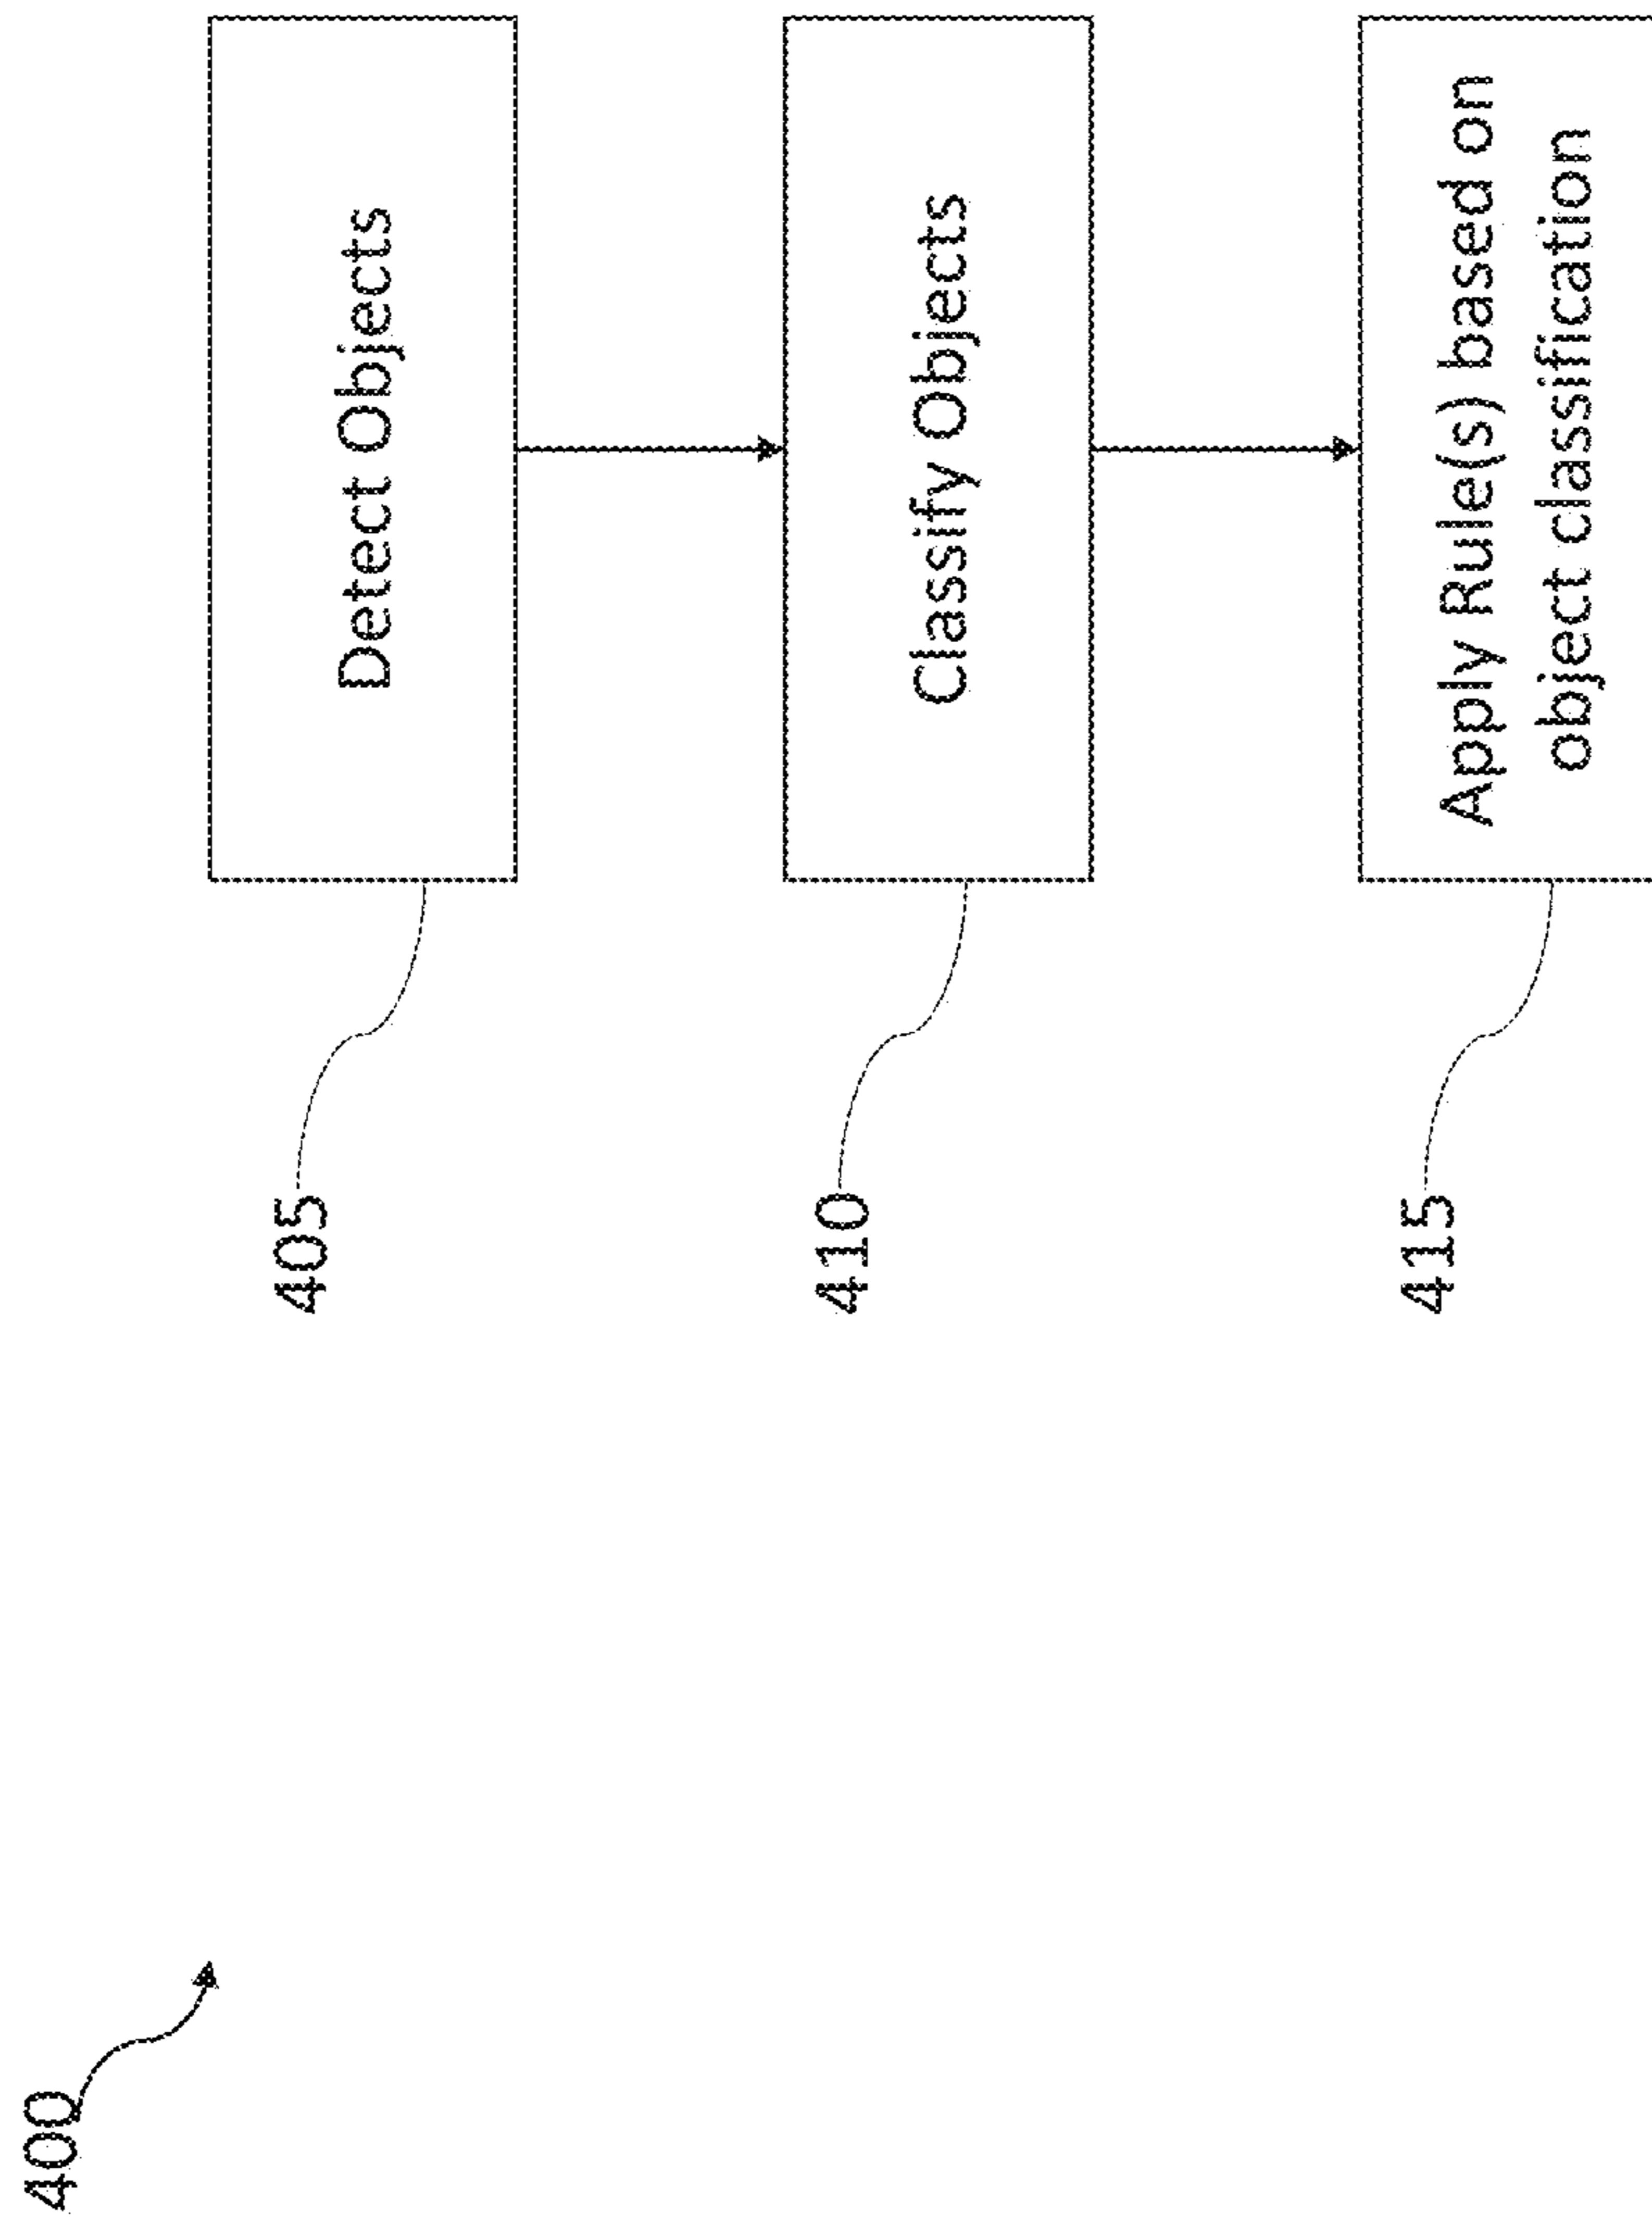 400
405
Detect Objects
410
Classify Objects
415
Apply Rule(s) based on
object classification